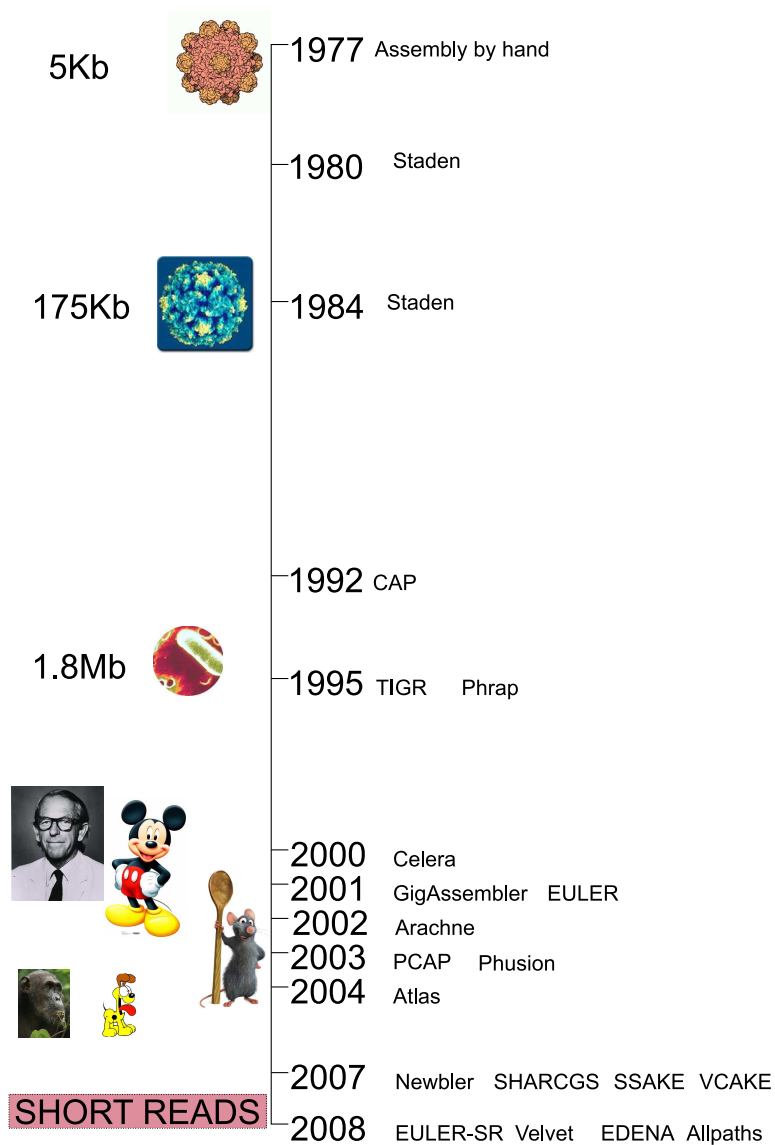 5Kb
1977 Assembly by hand
1980 Staden
175Kb
1984 Staden
1992 CAP
1.8Mb
1995 TIGR Phrap
2000 Celera
2001 GigAssembler EULER
2002 Arachne
2003 PCAP Phusion
2004 Atlas
2007 Newbler SHARCGS SSAKE VCAKE
SHORT READS
2008 EULER-SR Velvet EDENA Allpaths